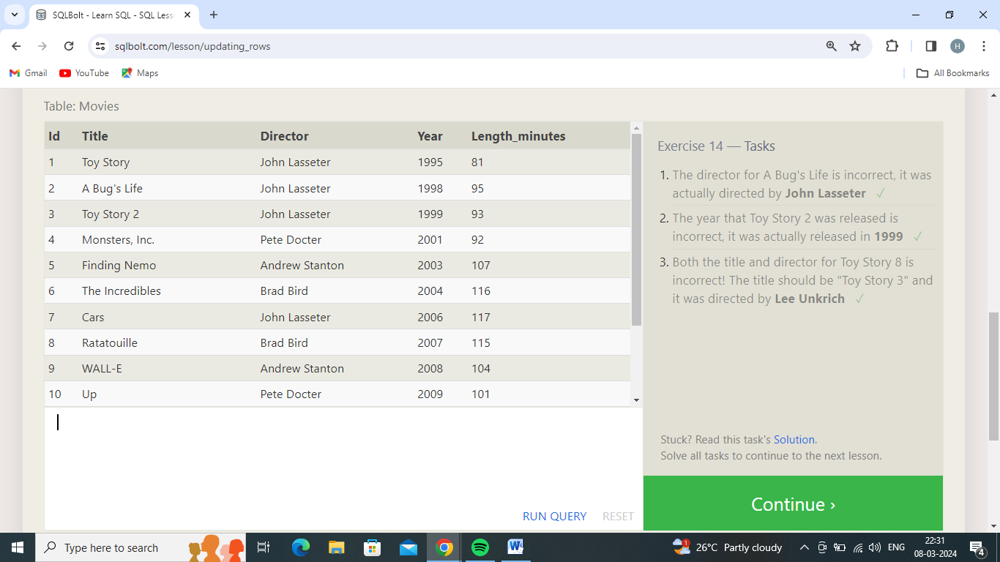 SQLBolt - Learn SQL - SQL Less
sqlbolt.com/lesson/updating_rows
H
Gmail YouTube Maps All Bookmarks
Table: Movies
Id Title Director Year Length_minutes
1 Toy Story John Lasseter 1995 81
2 A Bug's Life John Lasseter 1998 95
3 Toy Story 2 John Lasseter 1999 93
4 Monsters, Inc. Pete Docter 2001 92
5 Finding Nemo Andrew Stanton 2003 107
6 The Incredibles Brad Bird 2004 116
7 Cars John Lasseter 2006 117
8 Ratatouille Brad Bird 2007 115
9 WALL-E Andrew Stanton 2008 104
10 Up Pete Docter 2009 101
RUN QUERY RESET
Exercise 14 — Tasks
1. The director for A Bug's Life is incorrect, it was
actually directed by John Lasseter ✓
2. The year that Toy Story 2 was released is
incorrect, it was actually released in 1999 ✓
3. Both the title and director for Toy Story 8 is
incorrect! The title should be "Toy Story 3" and
it was directed by Lee Unkrich ✓
Stuck? Read this task's Solution.
Solve all tasks to continue to the next lesson.
Continue ›
Type here to search
26°C Partly cloudy
ENG
22:31
08-03-2024
4